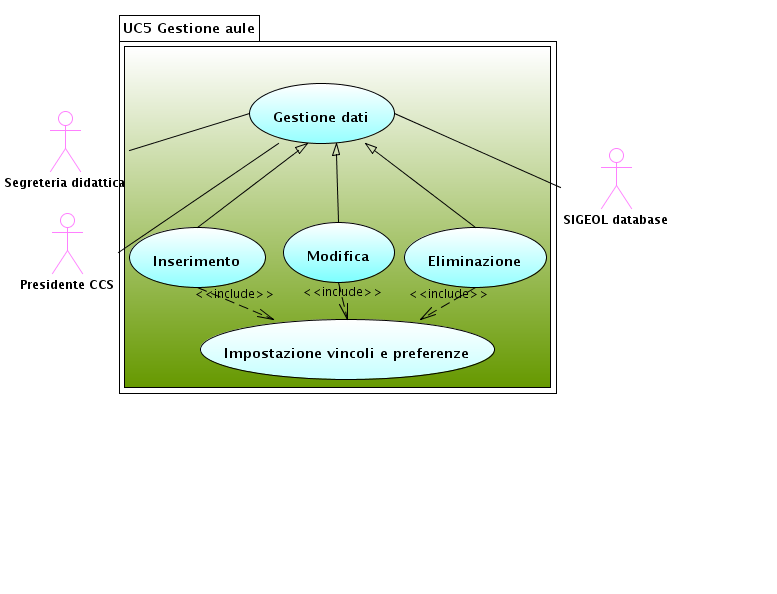 UC5 Gestione aule
Gestione dati
Segreteria didattica
SIGEOL database
Presidente CCS
Inserimento
Modifica
Eliminazione
<<include>>
<<include>>
<<include>>
Impostazione vincoli e preferenze